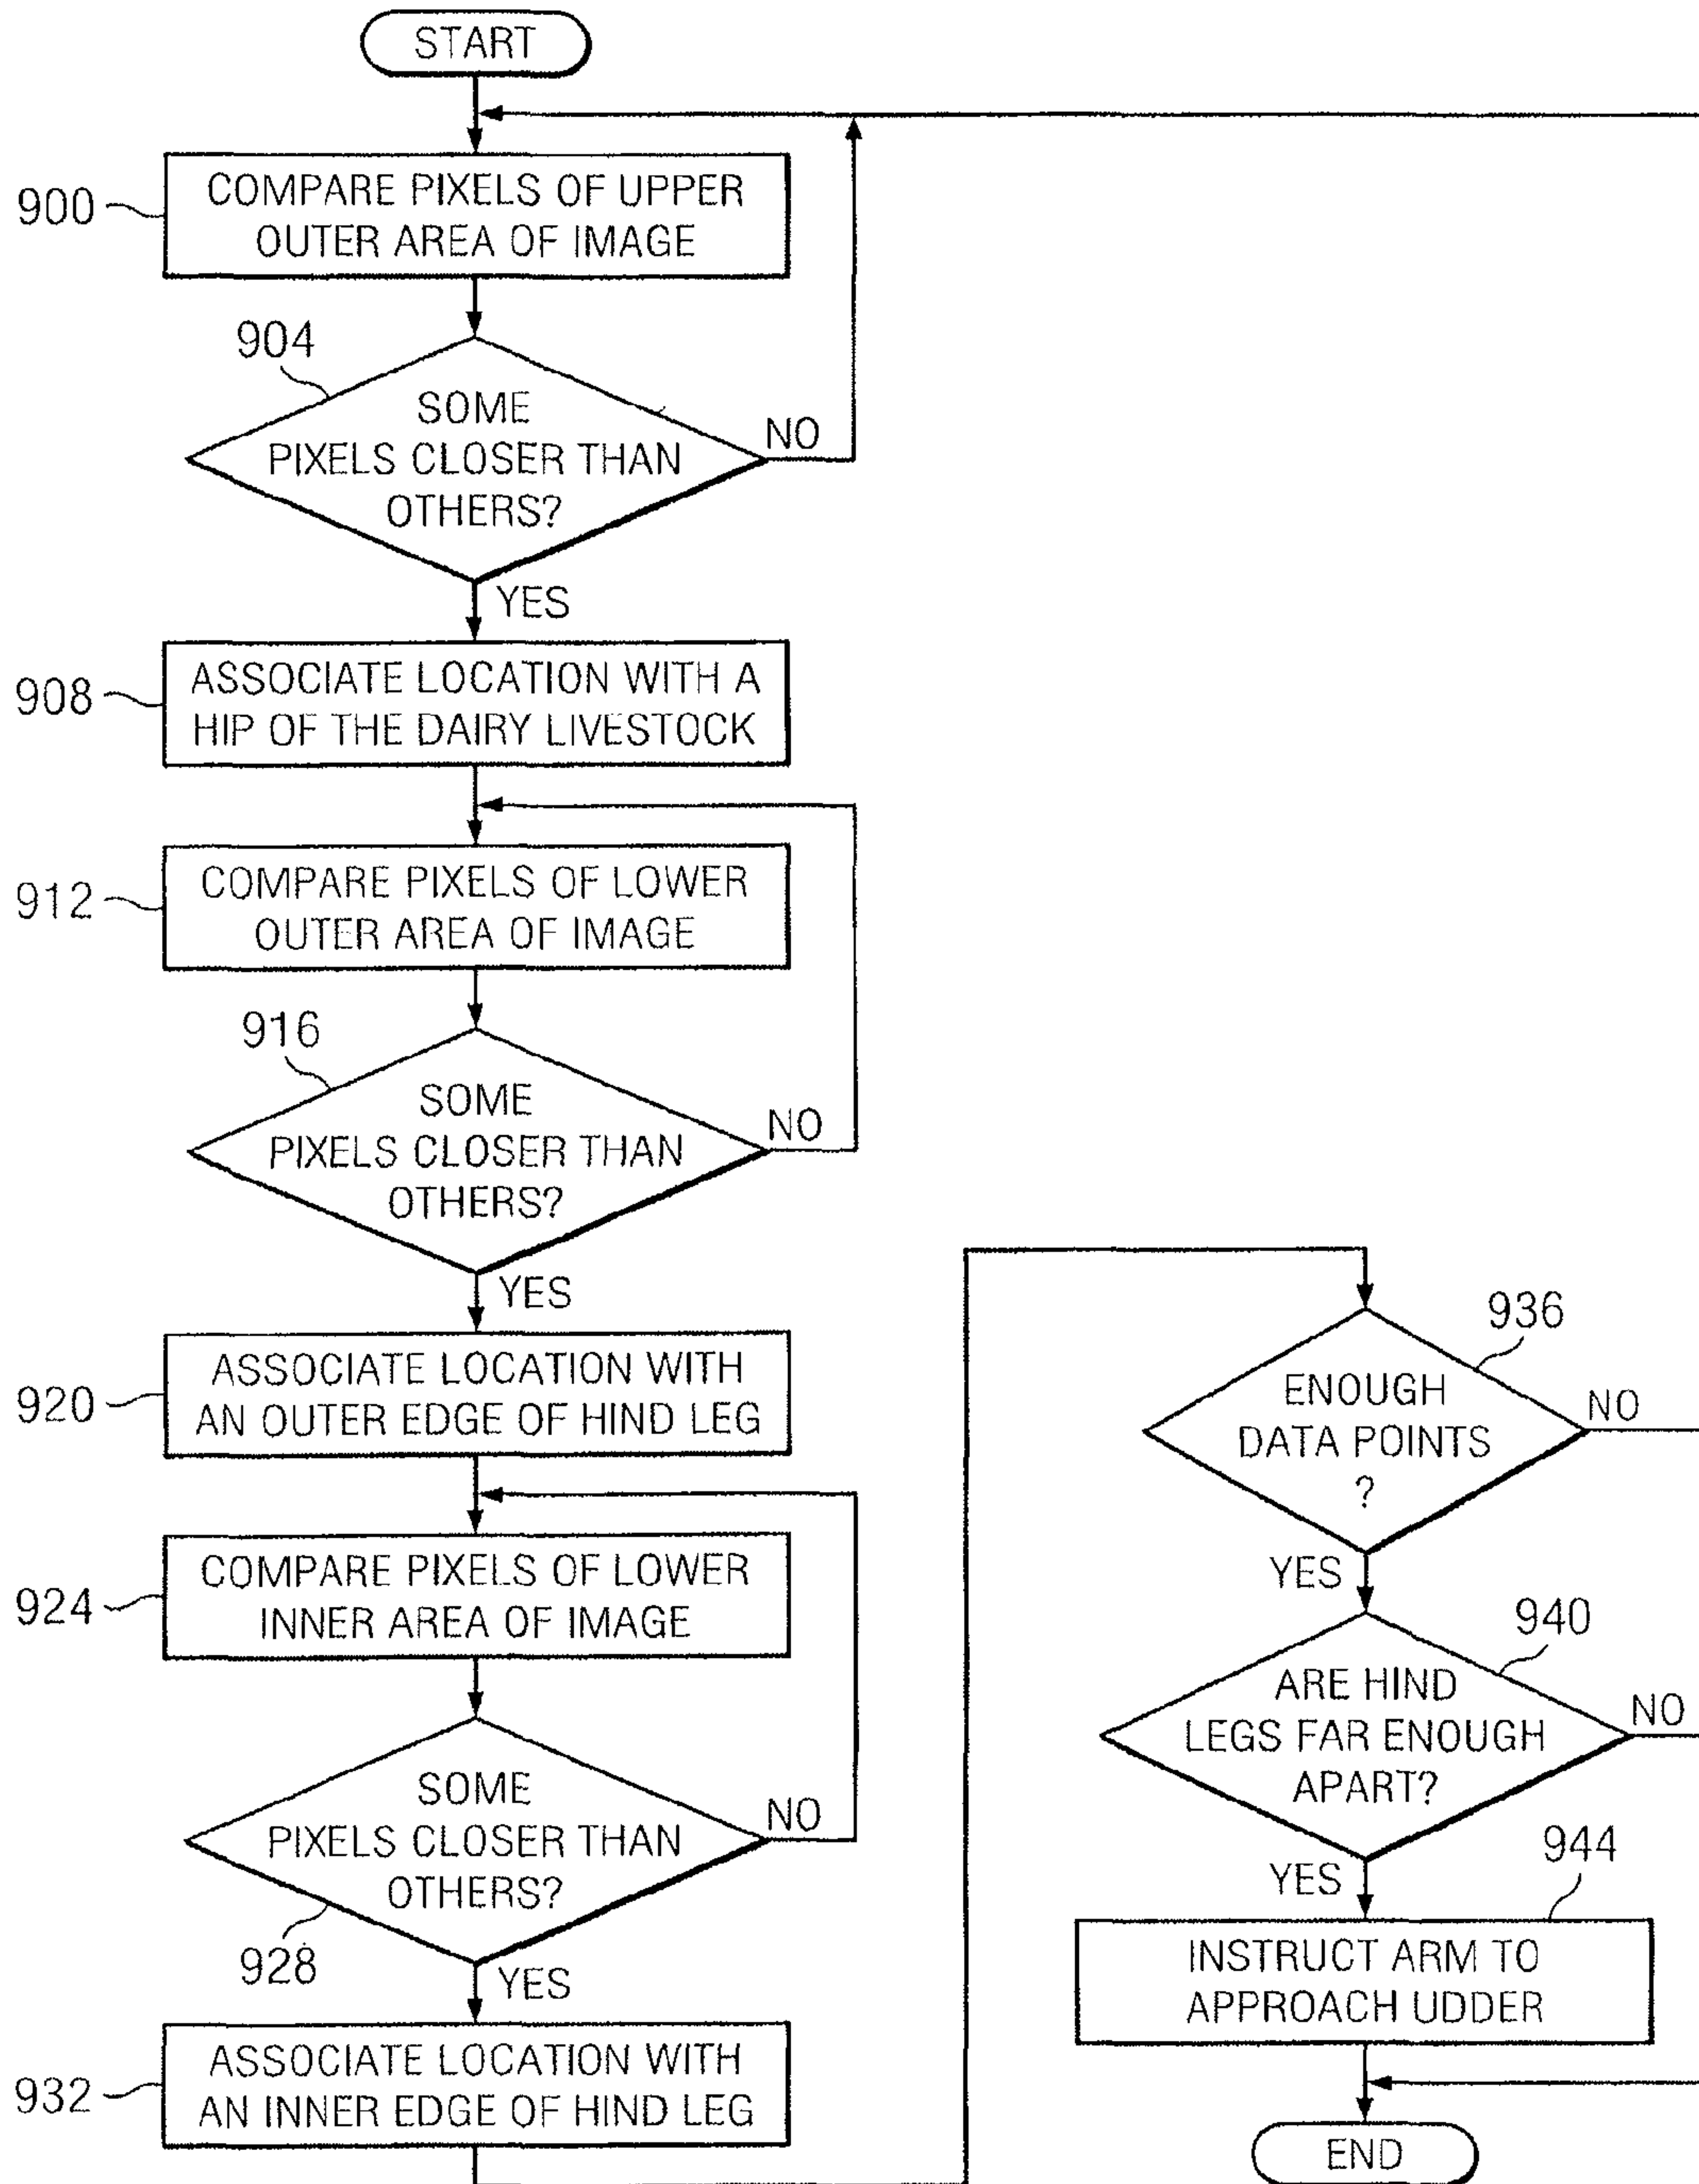 START
900
COMPARE PIXELS OF UPPER
OUTER AREA OF IMAGE
904
SOME
PIXELS CLOSER THAN
OTHERS?
NO
YES
908
ASSOCIATE LOCATION WITH A
HIP OF THE DAIRY LIVESTOCK
912
COMPARE PIXELS OF LOWER
OUTER AREA OF IMAGE
916
SOME
PIXELS CLOSER THAN
OTHERS?
NO
YES
920
ASSOCIATE LOCATION WITH
AN OUTER EDGE OF HIND LEG
924
COMPARE PIXELS OF LOWER
INNER AREA OF IMAGE
SOME
PIXELS CLOSER THAN
OTHERS?
NO
928
YES
932
ASSOCIATE LOCATION WITH
AN INNER EDGE OF HIND LEG
936
ENOUGH
DATA POINTS
?
NO
YES
940
ARE HIND
LEGS FAR ENOUGH
APART?
NO
YES
944
INSTRUCT ARM TO
APPROACH UDDER
END